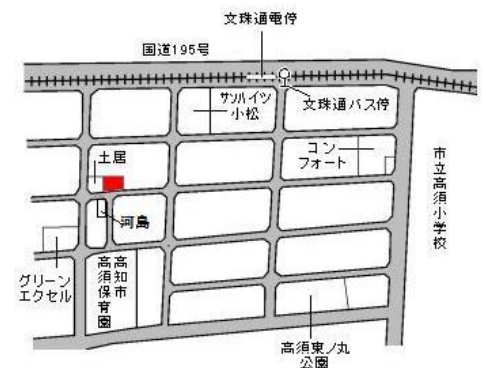 文珠通電停
国道195号
サンハイツ
小松
文珠通バス停
土居
コン
フォート
市立高須小学校
河島
グリーン
エクセル
高知市
高須保育園
高須東ノ丸
公園